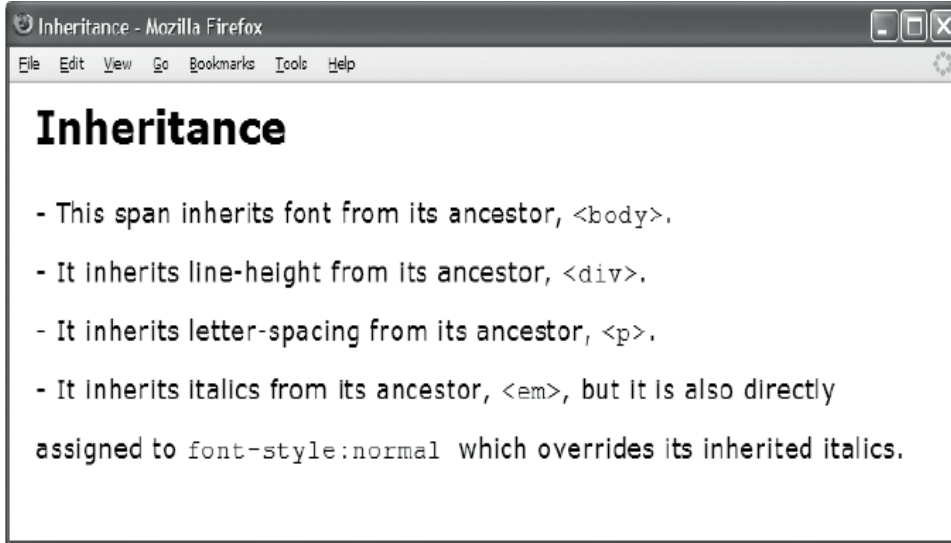 Inheritance - Mozilla Firefox
File Edit View Go Bookmarks Tools Help
Inheritance
- This span inherits font from its ancestor, <body>.
- It inherits line-height from its ancestor, <div>.
- It inherits letter-spacing from its ancestor, <p>.
- It inherits italics from its ancestor, <em>, but it is also directly
assigned to font-style:normal which overrides its inherited italics.